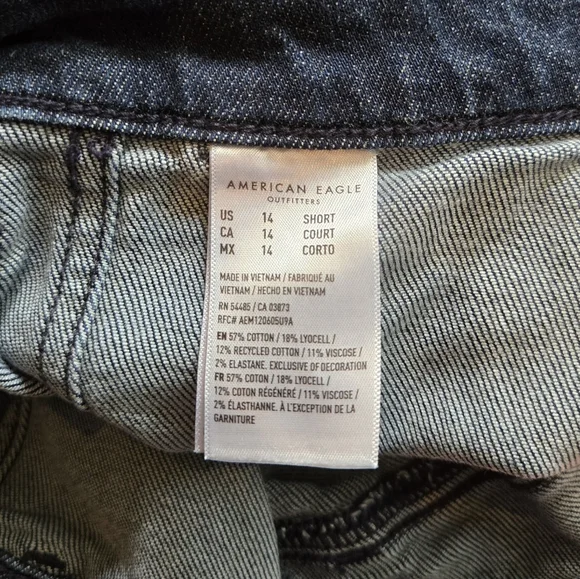 AMERICAN EAGLE
OUTFITTERS
US 14 SHORT
CA 14 COURT
MX 14 CORTO
MADE IN VIETNAM / FABRIQUÉ AU
VIETNAM / HECHO EN VIETNAM
RN 54485 / CA 03873
RFC# AEM120605U9A
EN 57% COTTON / 18% LYOCELL /
12% RECYCLED COTTON / 11% VISCOSE /
2% ELASTANE. EXCLUSIVE OF DECORATION
FR 57% COTON / 18% LYOCELL /
12% COTON RÉGÉNÉRÉ / 11% VISCOSE /
2% ÉLASTHANNE. À L'EXCEPTION DE LA
GARNITURE